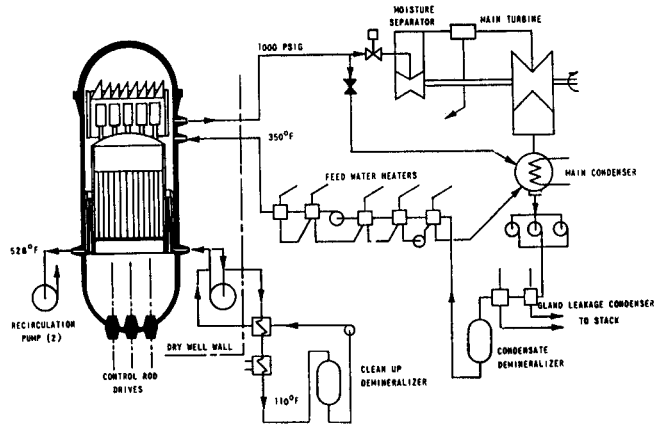 MOISTURE
SEPARATOR
MAIN TURBINE
1000 PSIG
350°F
FEED WATER HEATERS
MAIN CONDENSER
528°F
GLAND LEAKAGE CONDENSER
TO STACK
RECIRCULATION
PUMP (2)
DRY WELL WALL
CONDENSATE
DEMINERALIZER
CLEAN UP
DEMINERALIZER
CONTROL ROD
DRIVES
110°F